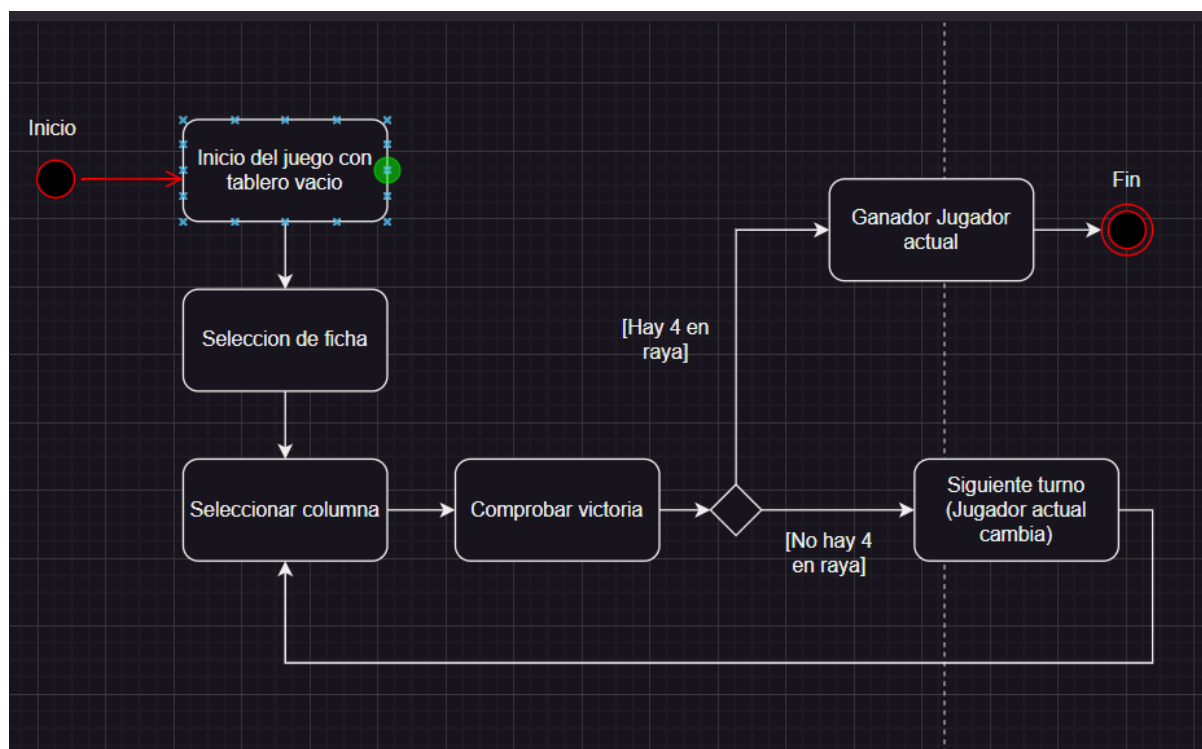 Inicio
Inicio del juego con
tablero vacio
Seleccion de ficha
Seleccionar columna
Comprobar victoria
[Hay 4 en
raya]
[No hay 4
en raya]
Ganador Jugador
actual
Fin
Siguiente turno
(Jugador actual
cambia)